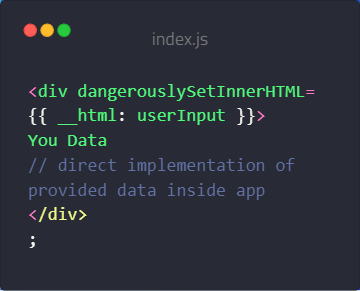 index.js
<div dangerouslySetInnerHTML=
{{ __html: userInput }}>
You Data
// direct implementation of
provided data inside app
</div>
;